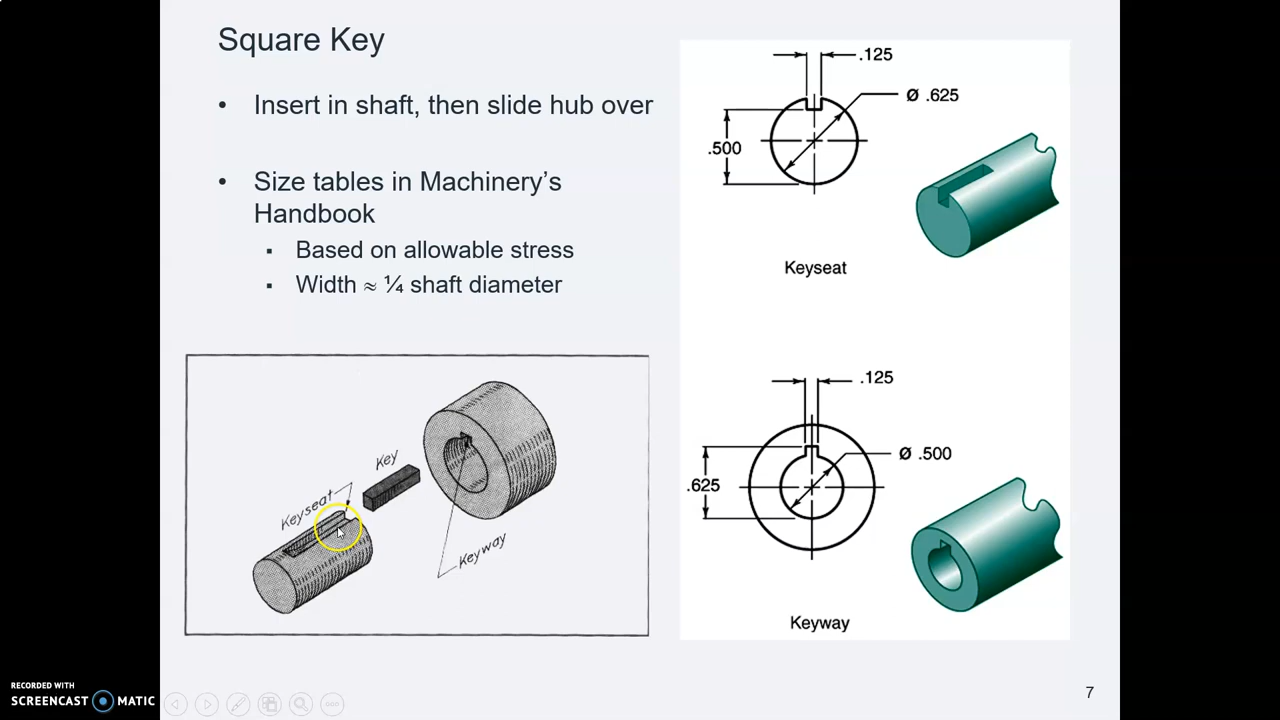 Square Key
• Insert in shaft, then slide hub over
• Size tables in Machinery’s
Handbook
▪ Based on allowable stress
▪ Width ≈ ¼ shaft diameter
Key
Keyseat
Keyway
.125
Ø .625
.500
Keyseat
.125
Ø .500
.625
Keyway
RECORDED WITH
SCREENCAST MATIC
7